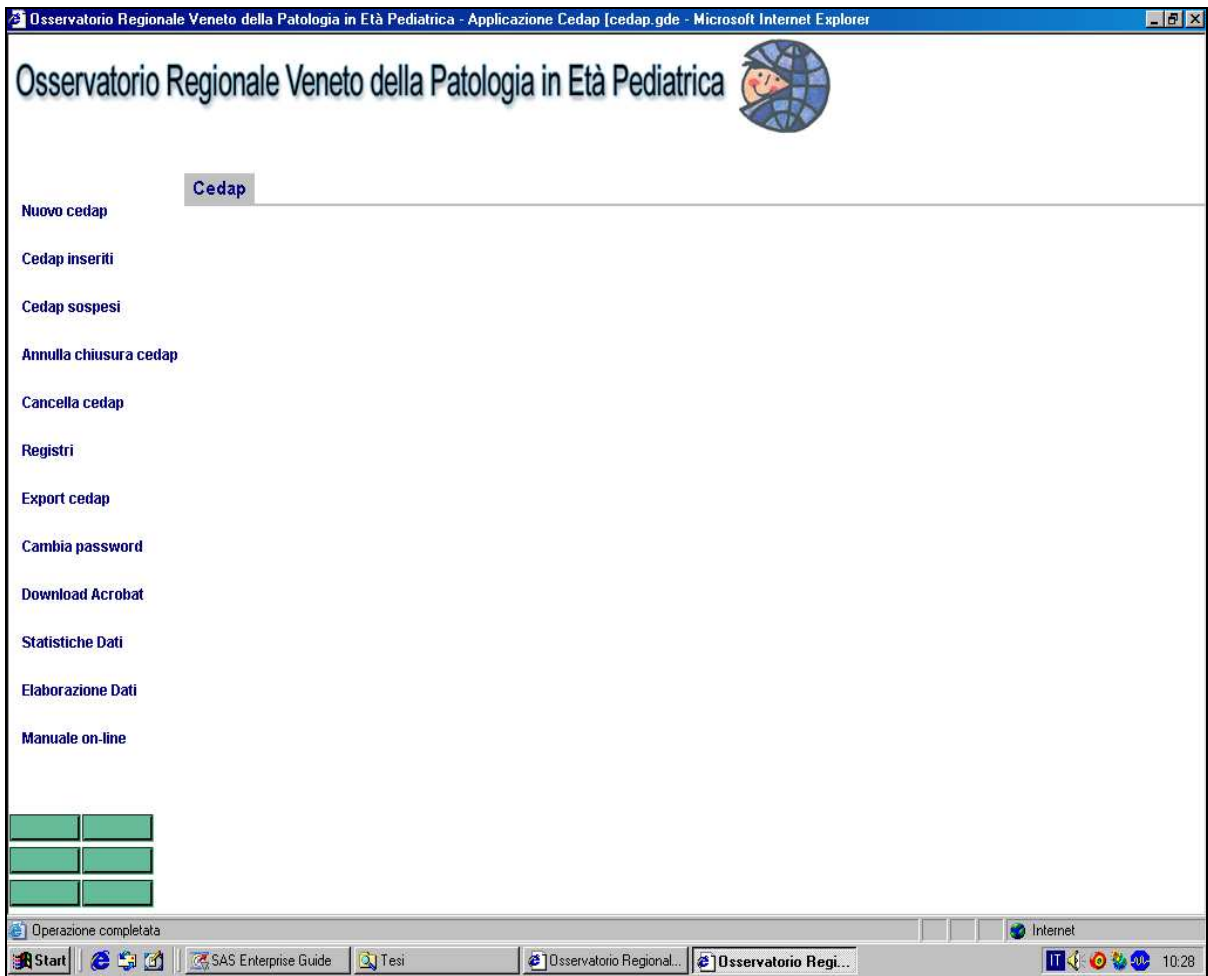 Osservatorio Regionale Veneto della Patologia in Età Pediatrica - Applicazione Cedap [cedap.gde - Microsoft Internet Explorer
Osservatorio Regionale Veneto della Patologia in Età Pediatrica
Cedap
Nuovo cedap
Cedap inseriti
Cedap sospesi
Annulla chiusura cedap
Cancella cedap
Registri
Export cedap
Cambia password
Download Acrobat
Statistiche Dati
Elaborazione Dati
Manuale on-line
Operazione completata
Internet
Start
SAS Enterprise Guide
Tesi
Osservatorio Regional...
Osservatorio Regi...
IT
10:28